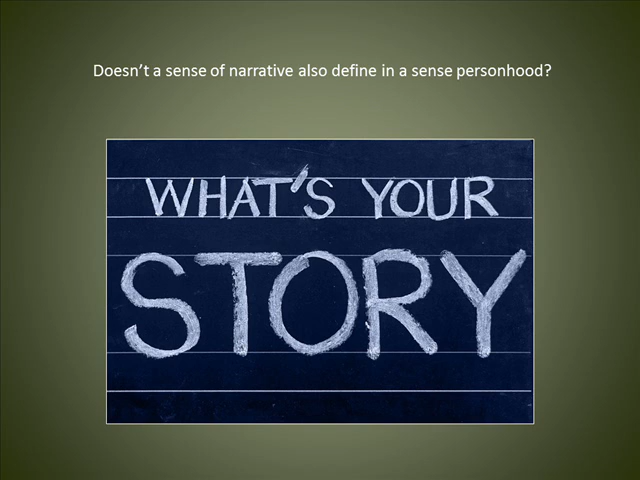 Doesn’t a sense of narrative also define in a sense personhood?
WHAT'S YOUR
STORY